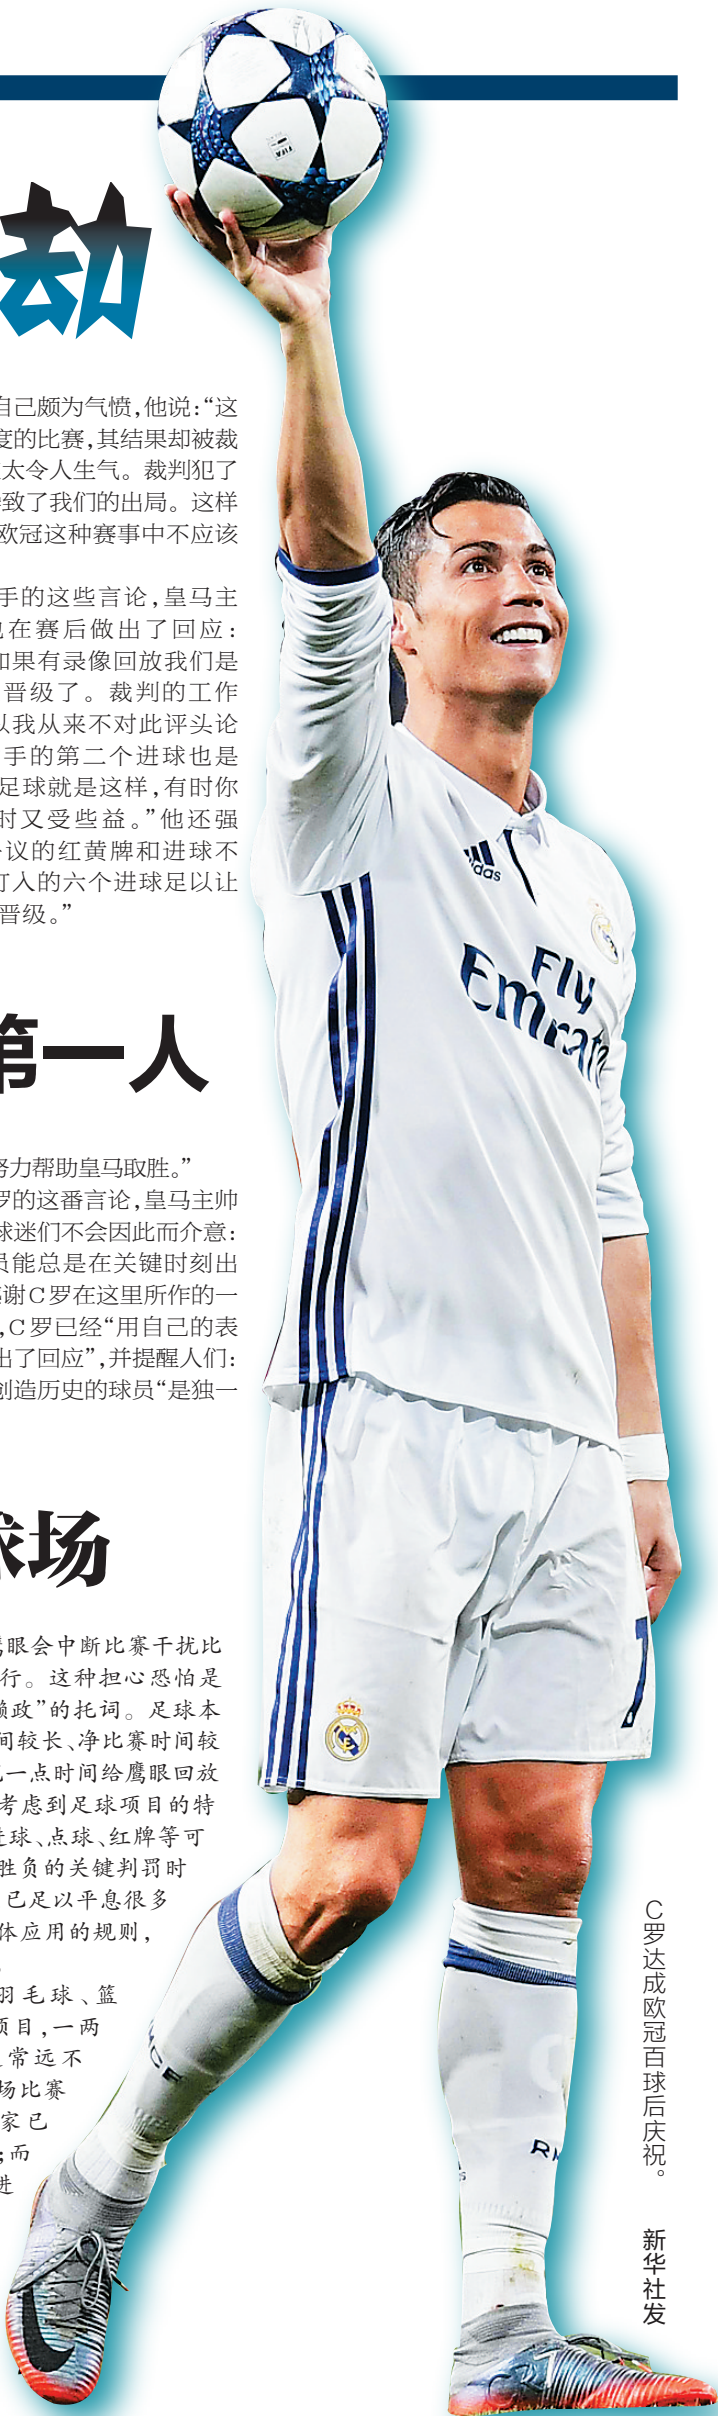 劫
自己颇为气愤，他说：“这
度的比赛，其结果却被裁
太令人生气。裁判犯了
致了我们的出局。这样
欧冠这种赛事中不应该
手的这些言论，皇马主
也在赛后做出了回应：
如果有录像回放我们是
晋级了。裁判的工作
以我从来不对此评头论
手的第二个进球也是
足球就是这样，有时你
时又受些益。”他还强
争议的红黄牌和进球不
打入的六个进球足以让
晋级。”
第一人
努力帮助皇马取胜。”
罗的这番言论，皇马主帅
球迷们不会因此而介意：
员能总是在关键时刻出
感谢C罗在这里所作的一
，C罗已经“用自己的表
出了回应”，并提醒人们：
创造历史的球员“是独一
球场
鹰眼会中断比赛干扰比
行。这种担心恐怕是
懒政”的托词。足球本
间较长、净比赛时间较
一点时间给鹰眼回放
考虑到足球项目的特
进球、点球、红牌等可
胜负的关键判罚时
已足以平息很多
体应用的规则，
羽毛球、篮
项目，一两
常远不
场比赛
家已
；而
进
adidas
Fly
Emirat
7
C罗达成欧冠百球后庆祝。
新华社发